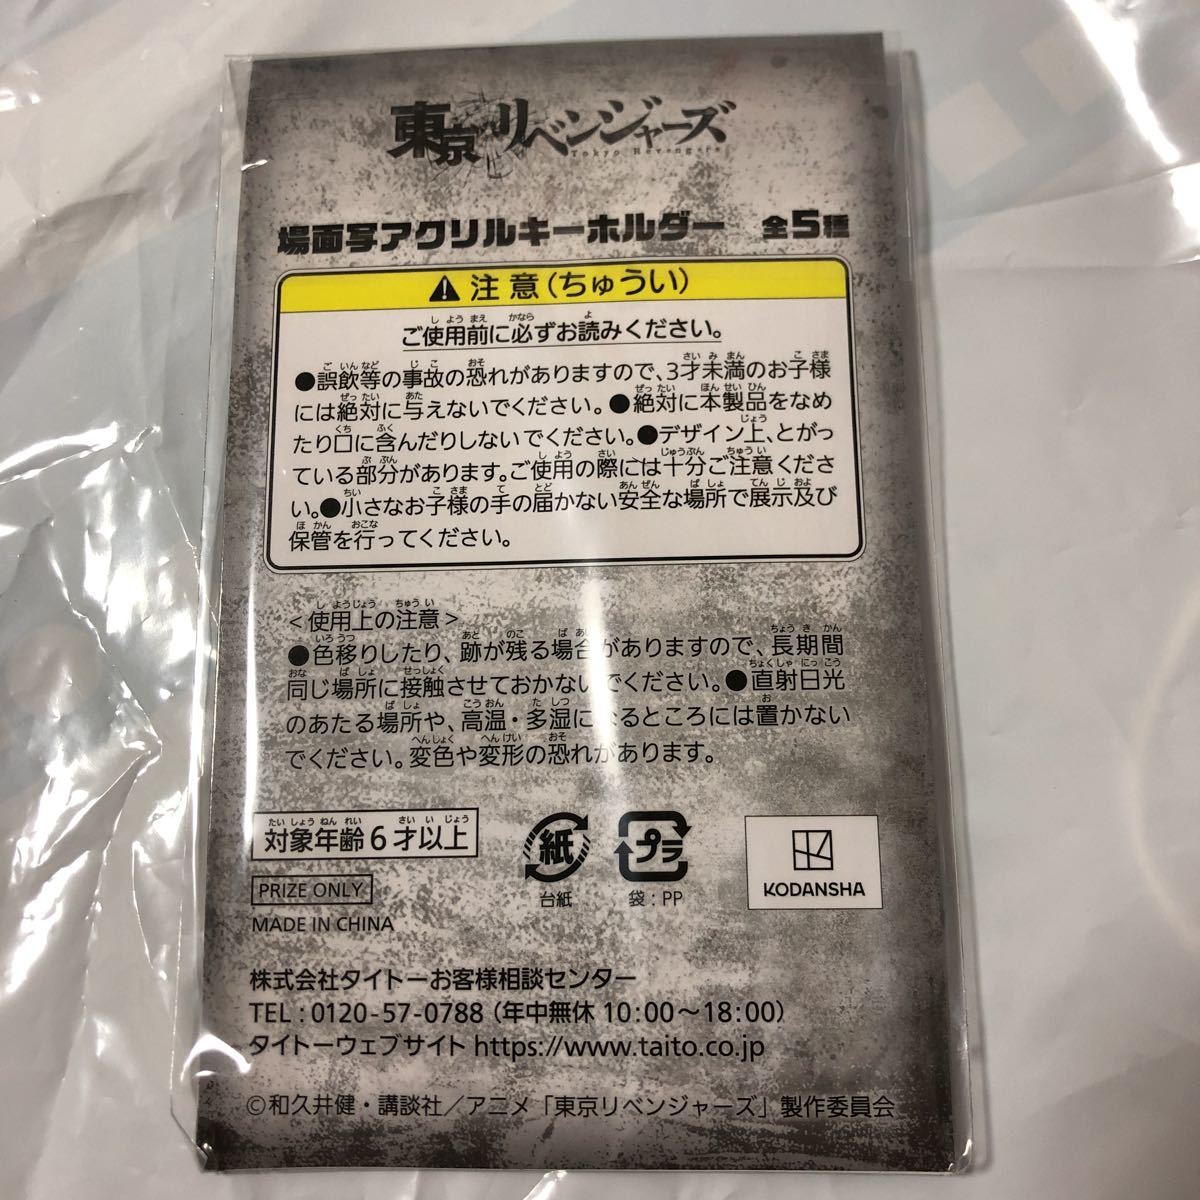 東京リベンジャーズ
Tokyo Revengers
場面写アクリルキーホルダー 全5種
注意(ちゅうい)
ご使用前に必ずお読みください。
●誤飲等の事故の恐れがありますので、3才未満のお子様
には絶対に与えないでください。●絶対に本製品をなめ
たり口に含んだりしないでください。●デザイン上、とがっ
ている部分があります。ご使用の際には十分ご注意くださ
い。●小さなお子様の手の届かない安全な場所で展示及び
保管を行ってください。
<使用上の注意>
●色移りしたり、跡が残る場合がありますので、長期間
同じ場所に接触させておかないでください。●直射日光
のあたる場所や、高温・多湿になるところには置かない
でください。変色や変形の恐れがあります。
対象年齢6才以上
紙
プラ
台紙
袋:PP
KODANSHA
PRIZE ONLY
MADE IN CHINA
株式会社タイトーお客様相談センター
TEL:0120-57-0788(年中無休 10:00〜18:00)
タイトーウェブサイト https://www.taito.co.jp
©和久井健・講談社/アニメ「東京リベンジャーズ」製作委員会